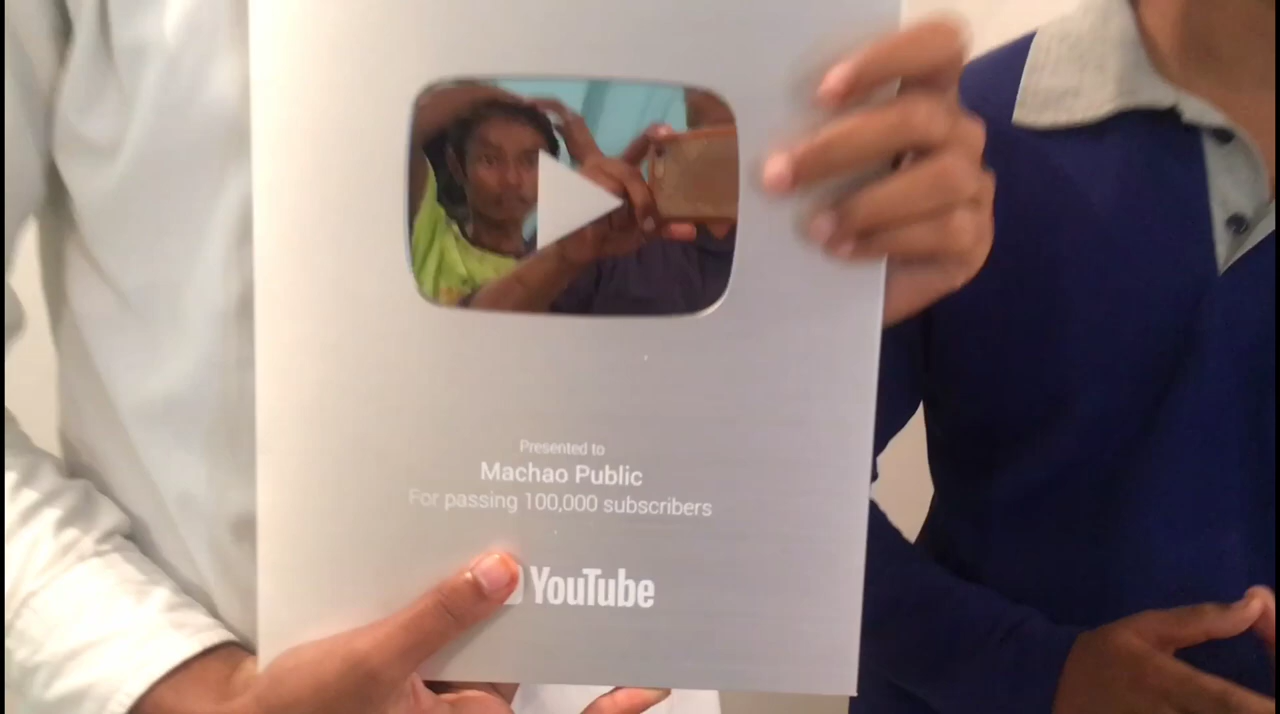 Presented to
Machao Public
For passing 100,000 subscribers
YouTube